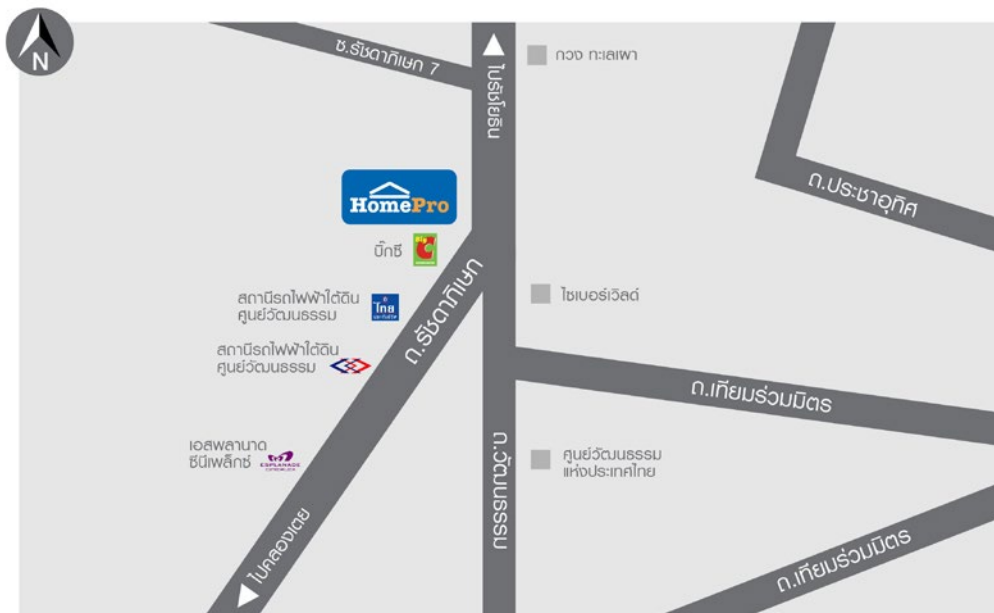 N
ซ.รัชดาภิเษก 7
ไปรัชโยธิน
กวง ทะเลเผา
ถ.ประชาอุทิศ
HomePro
บิ๊กซี
Big C
สถานีรถไฟฟ้าใต้ดิน
ศูนย์วัฒนธรรม
ไทย
ถ.รัชดาภิเษก
ไซเบอร์เวิลด์
สถานีรถไฟฟ้าใต้ดิน
ศูนย์วัฒนธรรม
ถ.เทียมร่วมมิตร
เอสพลานาด
ซีนีเพล็กซ์
ESPLANADE
ถ.วัฒนธรรม
ศูนย์วัฒนธรรม
แห่งประเทศไทย
ไปคลองเตย
ถ.เทียมร่วมมิตร